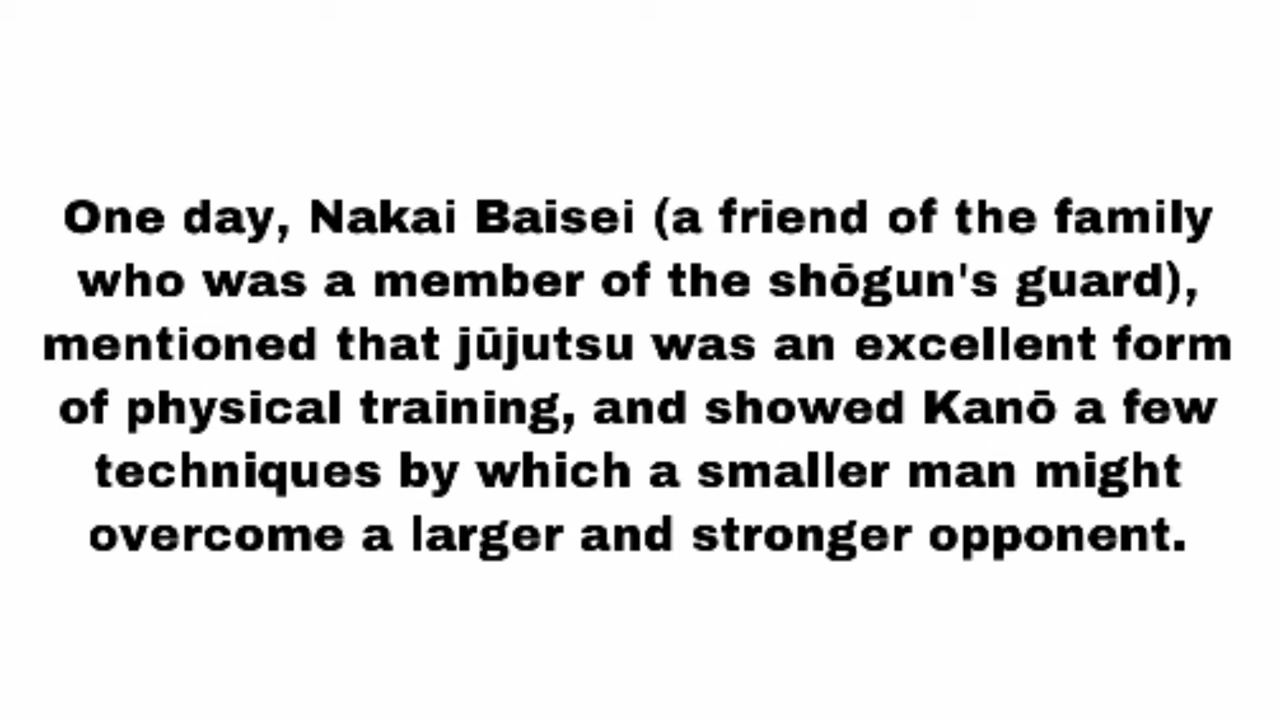 One day, Nakai Baisei (a friend of the family
who was a member of the shōgun's guard),
mentioned that jūjutsu was an excellent form
of physical training, and showed Kanō a few
techniques by which a smaller man might
overcome a larger and stronger opponent.